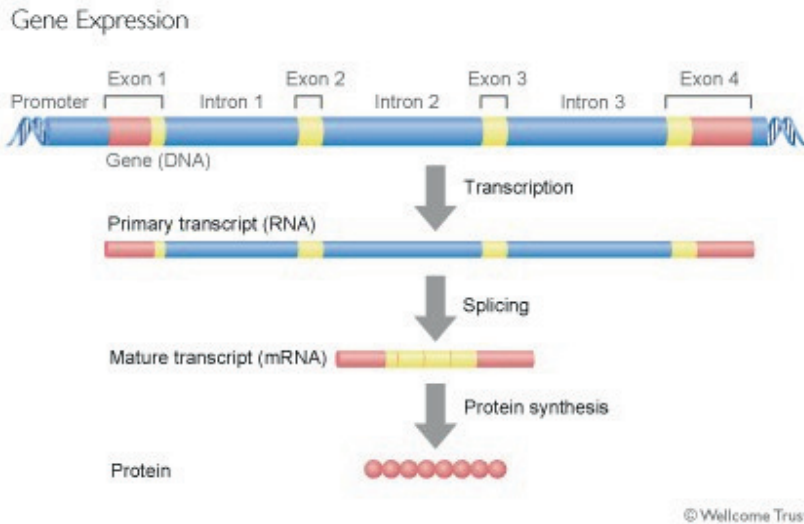 Gene Expression
Exon 1 Exon 2 Exon 3 Exon 4
Promoter Intron 1 Intron 2 Intron 3
Gene (DNA)
Transcription
Primary transcript (RNA)
Splicing
Mature transcript (mRNA)
Protein synthesis
Protein
© Wellcome Trust